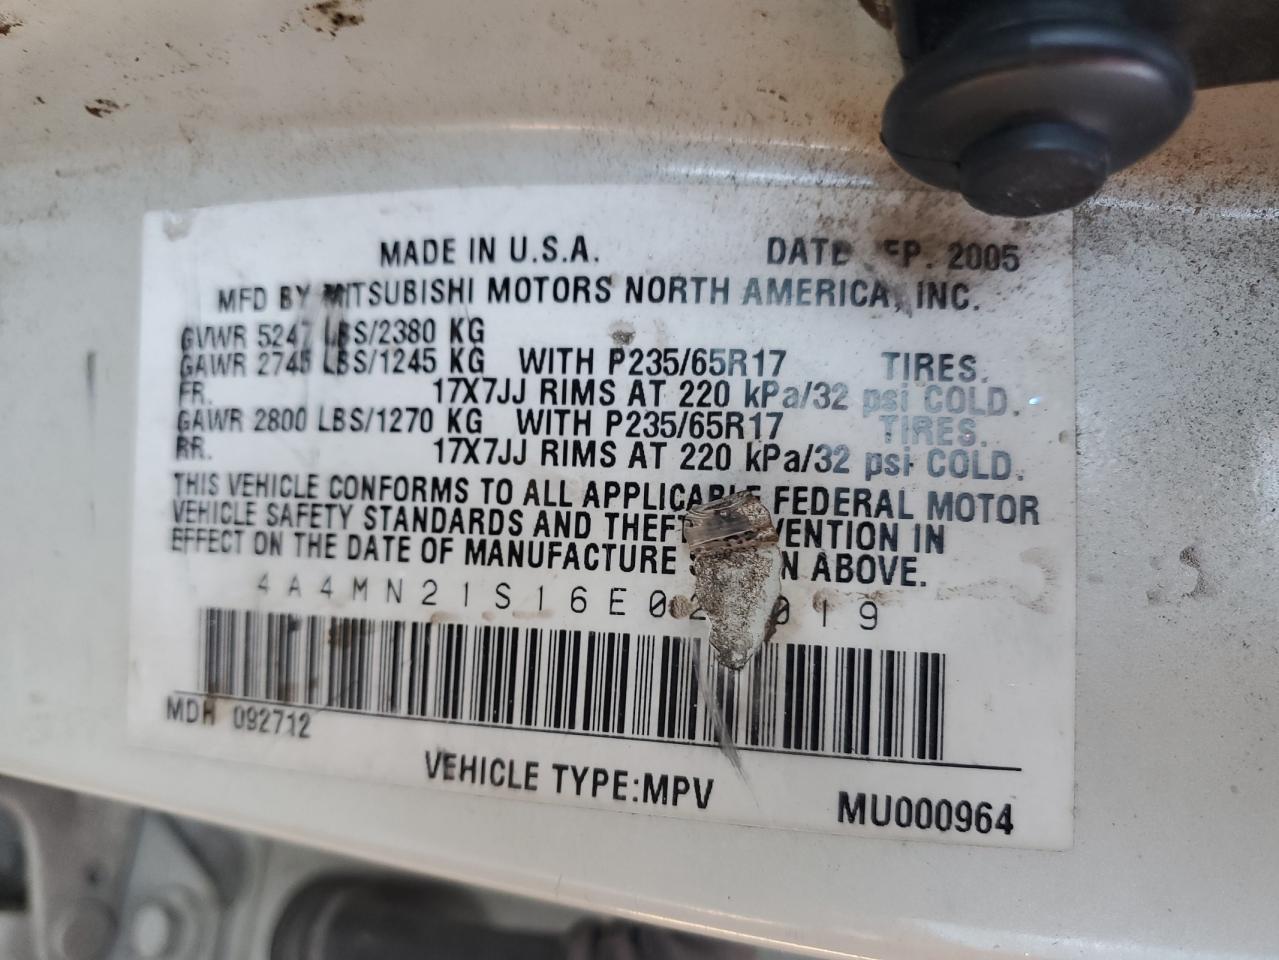 MADE IN U.S.A. 2005
MFD BY MITSUBISHI MOTORS NORTH AMERICA, INC.
GVWR 5247 LBS/2380 KG
GAWR 2745 LBS/1245 KG WITH P235/65R17 TIRES.
FR. 17X7JJ RIMS AT 220 kPa/32 psi COLD.
GAWR 2800 LBS/1270 KG WITH P235/65R17 TIRES.
RR. 17X7JJ RIMS AT 220 kPa/32 psi COLD.
THIS VEHICLE CONFORMS TO ALL APPLICABLE FEDERAL MOTOR
VEHICLE SAFETY STANDARDS AND THEFT IN
EFFECT ON THE DATE OF MANUFACTURE ABOVE.
MDH 092712
VEHICLE TYPE:MPV
MU000964